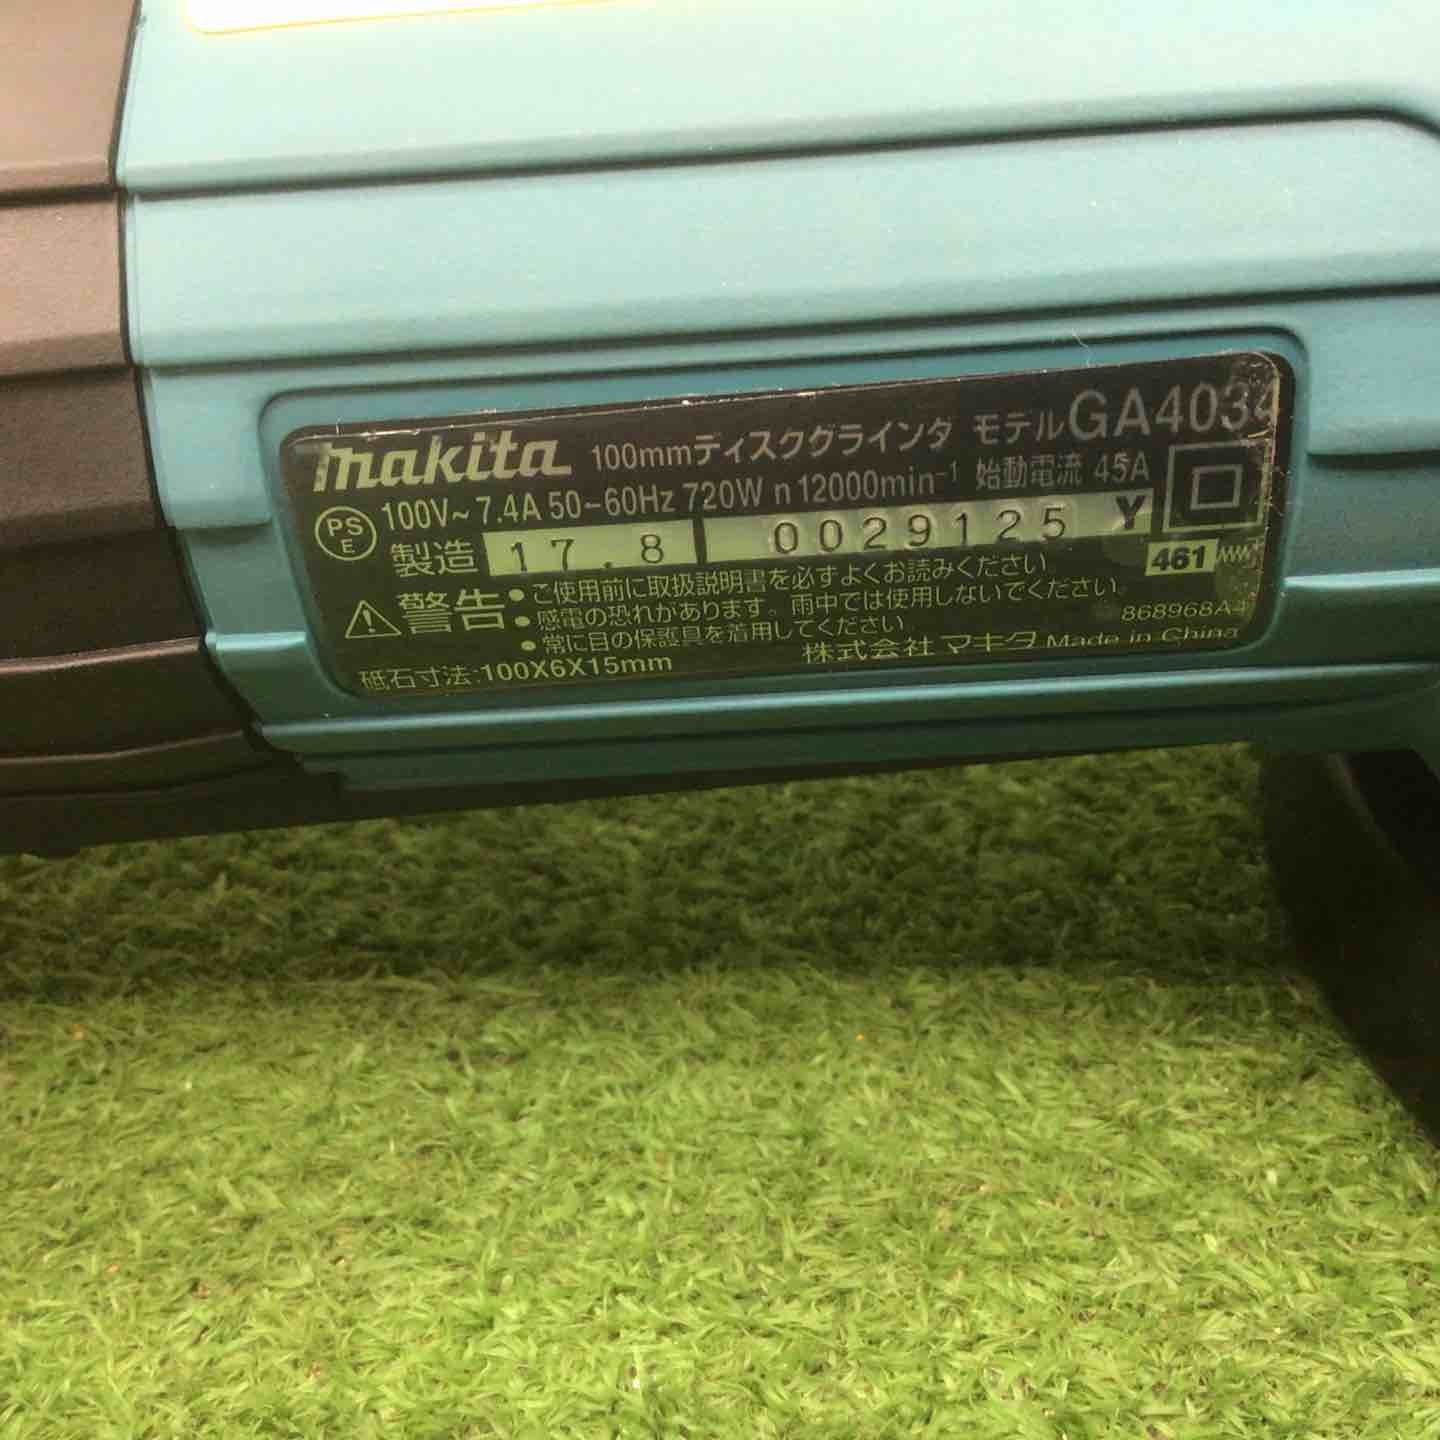 makita 100mmディスクグラインダ モデルGA4034
PS
E
100V~ 7.4A 50-60Hz 720W n 12000min-1 始動電流 45A
製造 17.8 0029125 Y
461
警告
・ご使用前に取扱説明書を必ずよくお読みください。
・感電の恐れがあります。雨中では使用しないでください。
・常に目の保護具を着用してください。
868968A4
砥石寸法:100X6X15mm 株式会社 マキタ Made in China